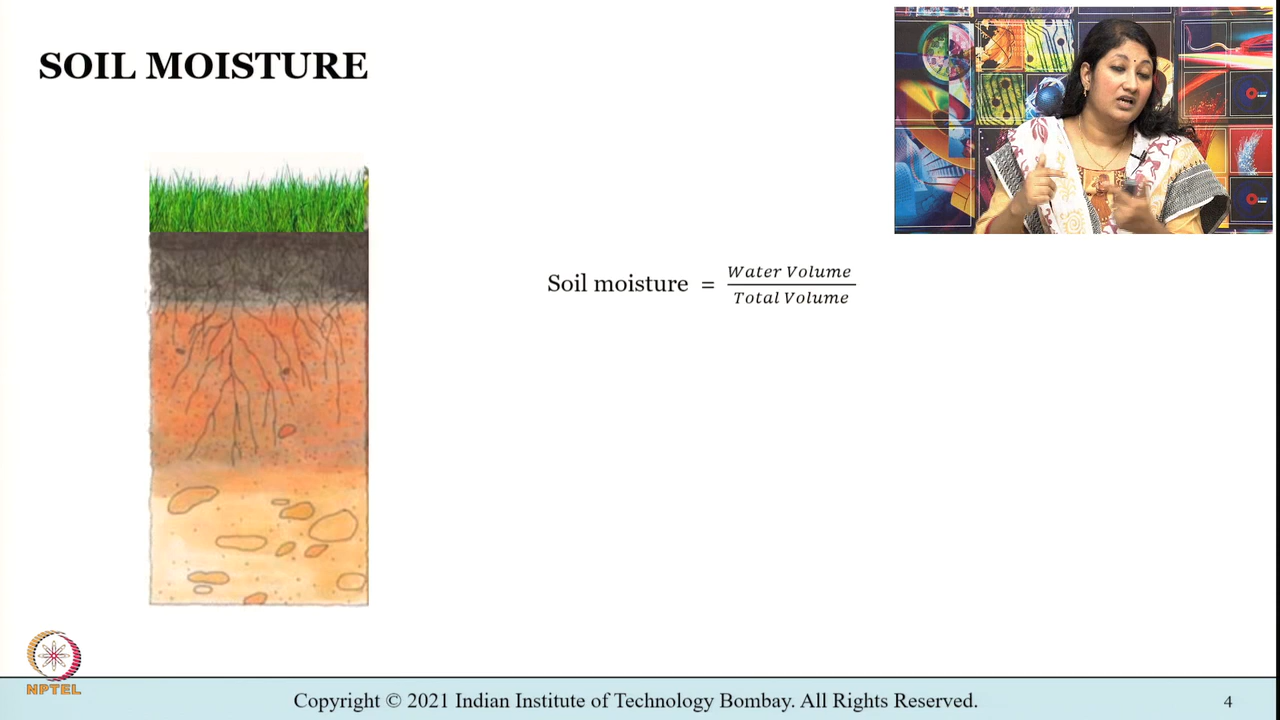 SOIL MOISTURE
Soil moisture = Water Volume / Total Volume
NPTEL
Copyright © 2021 Indian Institute of Technology Bombay. All Rights Reserved.
4